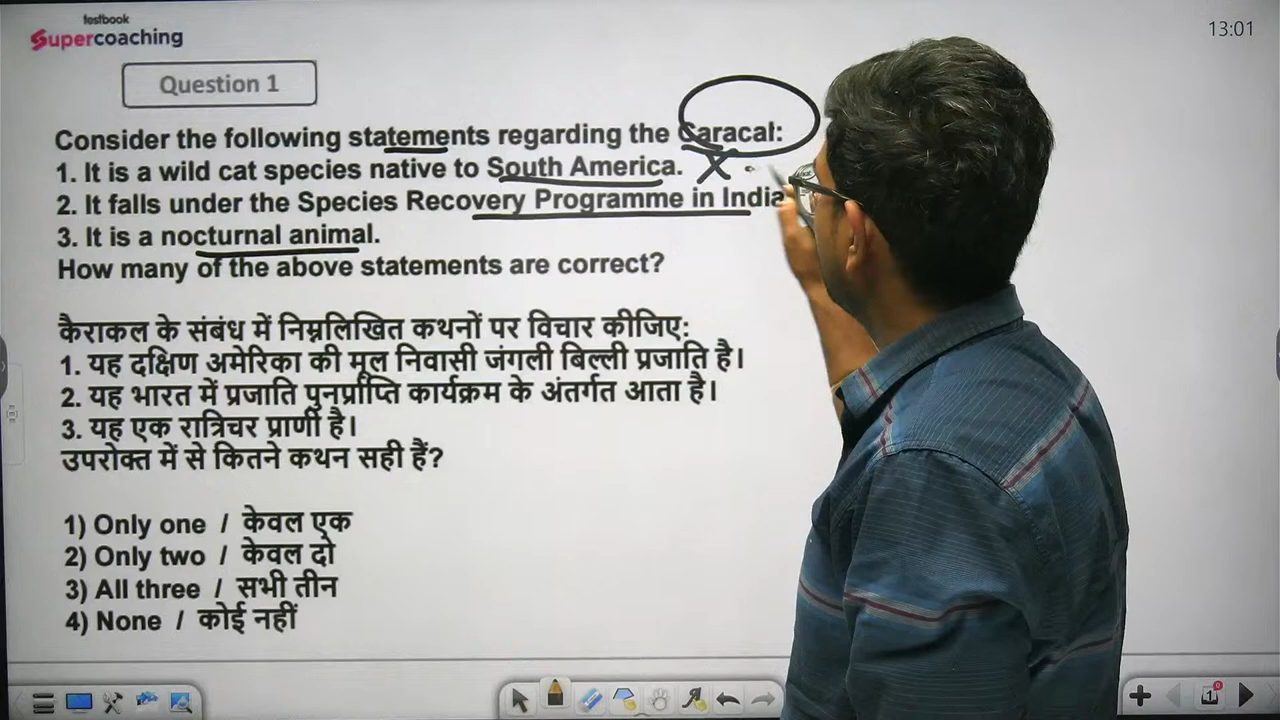 testbook
Supercoaching
13:01
Question 1
Consider the following statements regarding the Caracal:
1. It is a wild cat species native to South America.
2. It falls under the Species Recovery Programme in India
3. It is a nocturnal animal.
How many of the above statements are correct?
कैराकल के संबंध में निम्नलिखित कथनों पर विचार कीजिए:
1. यह दक्षिण अमेरिका की मूल निवासी जंगली बिल्ली प्रजाति है।
2. यह भारत में प्रजाति पुनर्प्राप्ति कार्यक्रम के अंतर्गत आता है।
3. यह एक रात्रिचर प्राणी है।
उपरोक्त में से कितने कथन सही हैं?
1) Only one / केवल एक
2) Only two / केवल दो
3) All three / सभी तीन
4) None / कोई नहीं